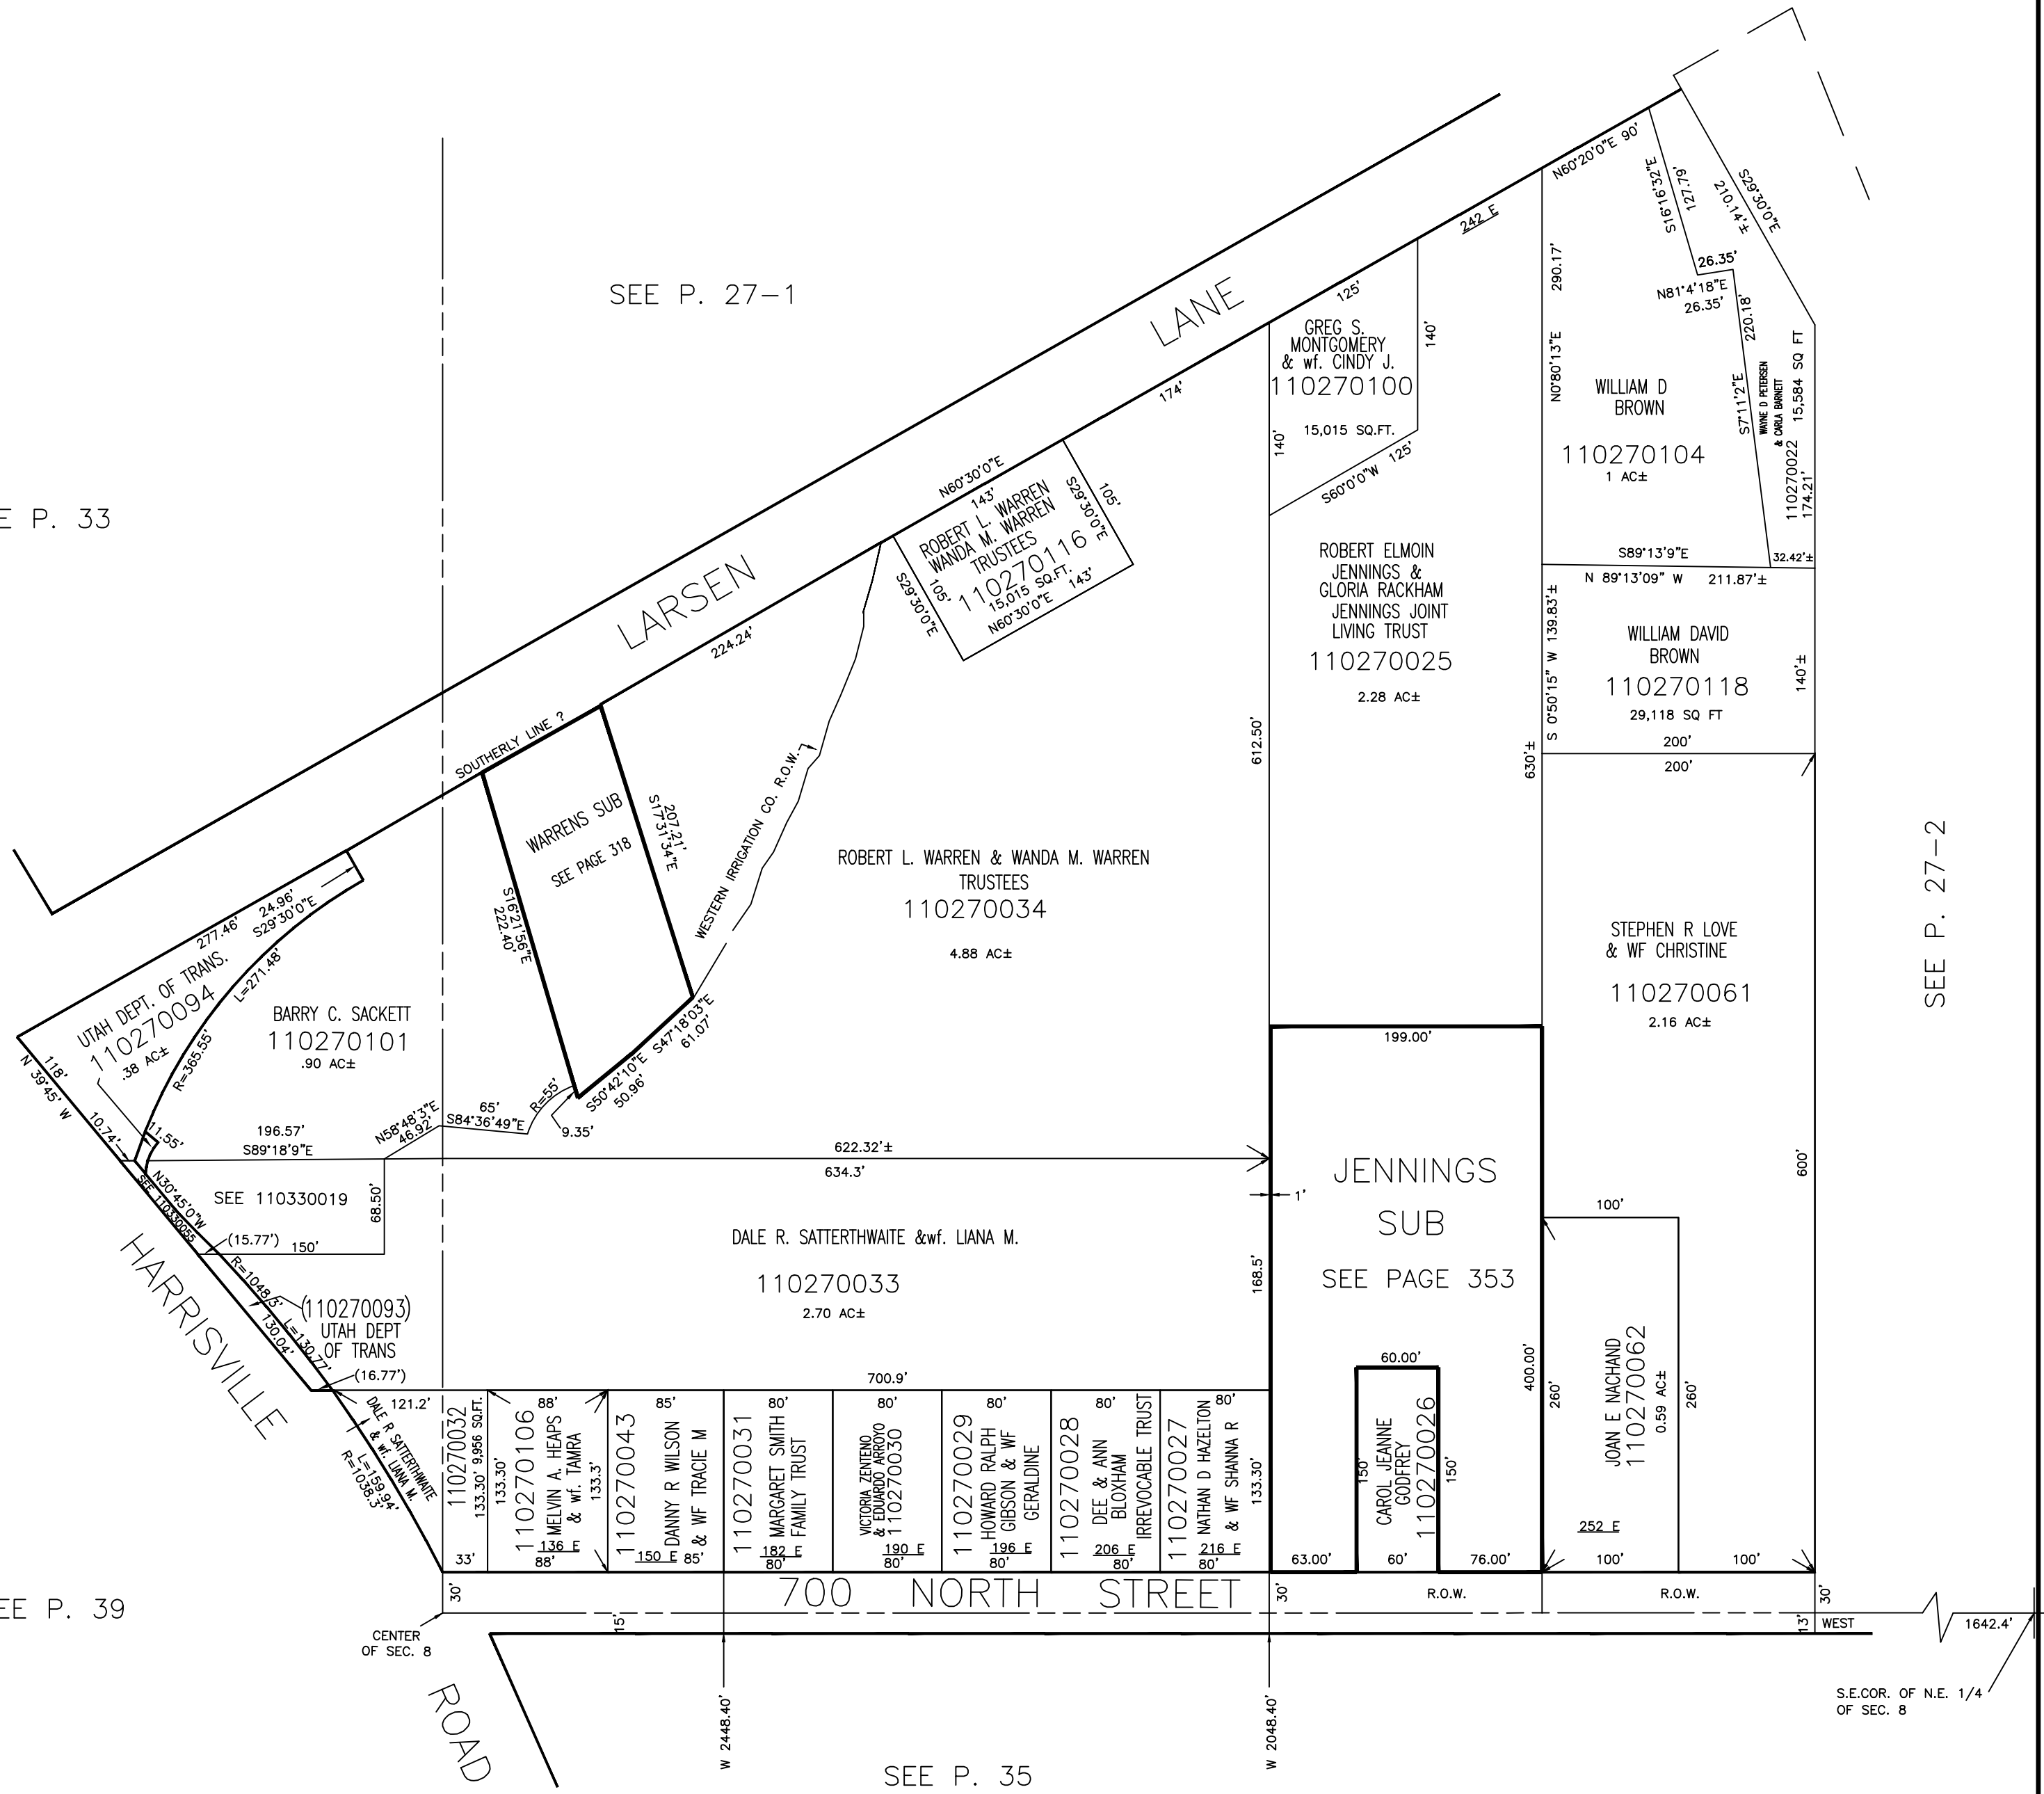 SEE P. 27-1
E P. 33
LARSEN
LANE
242 E
N60°20'0"E 90'
S16°16'32"E
127.79'
S29°30'0"E
210.14'±
26.35'
N81°4'18"E
26.35'
220.18'
S7°11'2"E
290.17'
N0°80'13"E
WILLIAM D
BROWN
110270104
1 AC±
WAYNE D PETERSEN
& CARLA BARNETT
110270022
15,584 SQ FT
174.21'
S89°13'9"E
32.42'±
N 89°13'09" W 211.87'±
125'
GREG S.
MONTGOMERY
& wf. CINDY J.
110270100
15,015 SQ.FT.
140'
140'
S60°0'0"W 125'
174'
N60°30'0"E
143'
ROBERT L. WARREN
WANDA M. WARREN
TRUSTEES
110270116
15,015 SQ.FT.
N60°30'0"E 143'
S29°30'0"E
105'
S29°30'0"E
105'
ROBERT ELMOIN
JENNINGS &
GLORIA RACKHAM
JENNINGS JOINT
LIVING TRUST
110270025
2.28 AC±
612.50'
630'±
S 0°50'15" W 139.83'±
WILLIAM DAVID
BROWN
110270118
29,118 SQ FT
140'±
200'
200'
224.24'
SOUTHERLY LINE ?
WARRENS SUB
SEE PAGE 318
207.21'
S17°31'34"E
S16°21'56"E
222.40'
WESTERN IRRIGATION CO. R.O.W.
ROBERT L. WARREN & WANDA M. WARREN
TRUSTEES
110270034
4.88 AC±
STEPHEN R LOVE
& WF CHRISTINE
110270061
2.16 AC±
SEE P. 27-2
277.46'
24.96'
S29°30'0"E
L=271.48'
R=365.55'
UTAH DEPT. OF TRANS.
110270094
.38 AC±
BARRY C. SACKETT
110270101
.90 AC±
118'
N 39°45' W
10.74'
11.55'
196.57'
S89°18'9"E
N58°48'3"E
46.92'
65'
S84°36'49"E
R=55'
9.35'
S50°42'10"E
50.96'
S47°18'03"E
61.07'
622.32'±
634.3'
199.00'
JENNINGS
SUB
SEE PAGE 353
1'
168.5'
600'
N30°45'0"W
SEE 110330055
SEE 110330019
68.50'
(15.77')
150'
R=1048.3'
L=130.77'
130.04'
(110270093)
UTAH DEPT
OF TRANS
(16.77')
DALE R. SATTERTHWAITE &wf. LIANA M.
110270033
2.70 AC±
HARRISVILLE
700.9'
121.2'
DALE R SATTERTHWAITE
& wf. LIANA M.
L=159.94'
R=1038.3'
110270032
9,956 SQ.FT.
133.30'
33'
133.30'
88'
110270106
MELVIN A. HEAPS
& wf. TAMRA
133.3'
136 E
88'
85'
110270043
DANNY R WILSON
& WF TRACIE M
150 E 85'
80'
110270031
MARGARET SMITH
FAMILY TRUST
182 E
80'
80'
VICTORIA ZENTENO
& EDUARDO ARROYO
110270030
190 E
80'
80'
110270029
HOWARD RALPH
GIBSON & WF
GERALDINE
196 E
80'
80'
110270028
DEE & ANN
BLOXHAM
IRREVOCABLE TRUST
206 E
80'
80'
110270027
NATHAN D HAZELTON
& WF SHANNA R
133.30'
216 E
80'
60.00'
150'
CAROL JEANNE
GODFREY
110270026
150'
63.00'
60'
76.00'
400.00'
100'
260'
JOAN E NACHAND
110270062
0.59 AC±
260'
252 E
100'
100'
30'
700 NORTH STREET
30'
R.O.W.
R.O.W.
30'
EE P. 39
CENTER
OF SEC. 8
15'
13'
WEST
1642.4'
ROAD
W 2448.40'
W 2048.40'
S.E.COR. OF N.E. 1/4
OF SEC. 8
SEE P. 35